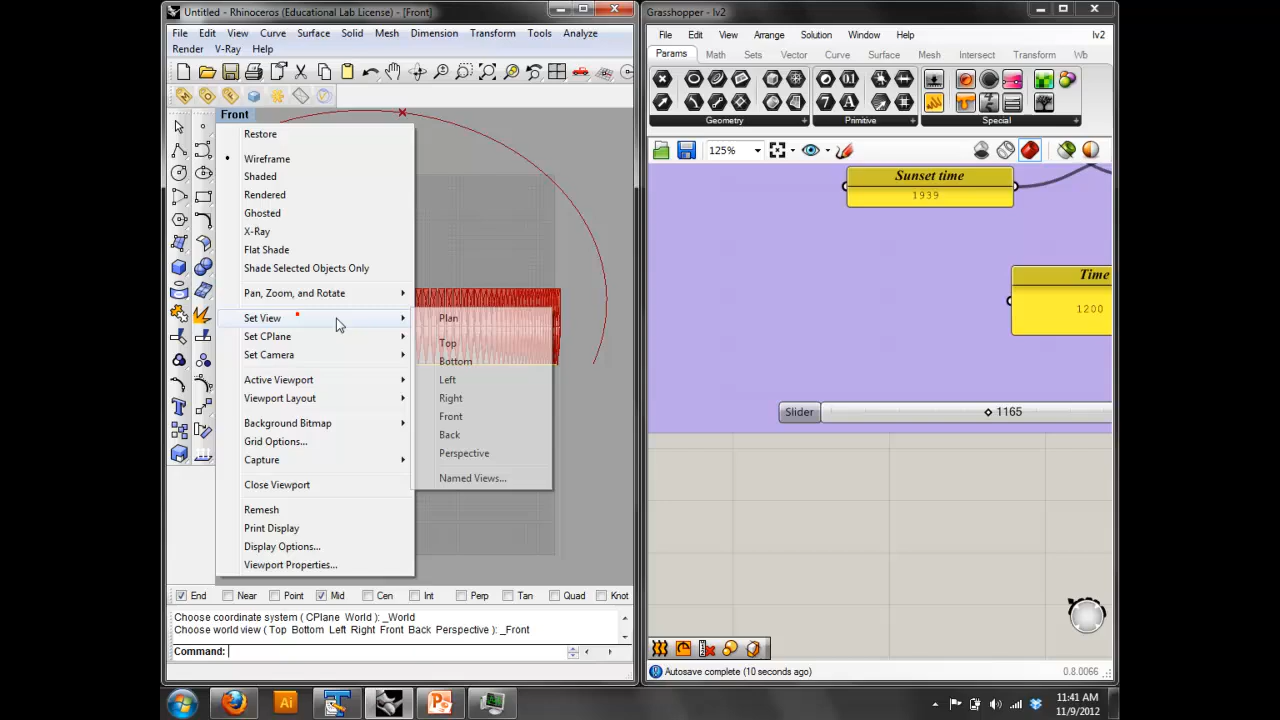 Untitled - Rhinoceros (Educational Lab License) - [Front]
File Edit View Curve Surface Solid Mesh Dimension Transform Tools Analyze
Render V-Ray Help
Front
Restore
Wireframe
Shaded
Rendered
Ghosted
X-Ray
Flat Shade
Shade Selected Objects Only
Pan, Zoom, and Rotate
Set View
Set CPlane
Set Camera
Active Viewport
Viewport Layout
Background Bitmap
Grid Options...
Capture
Close Viewport
Remesh
Print Display
Display Options...
Viewport Properties...
Plan
Top
Bottom
Left
Right
Front
Back
Perspective
Named Views...
End Near Point Mid Cen Int Perp Tan Quad Knot
Choose coordinate system ( CPlane World ): _World
Choose world view ( Top Bottom Left Right Front Back Perspective ): _Front
Command:
Grasshopper - lv2
File Edit View Arrange Solution Window Help lv2
Params Math Sets Vector Curve Surface Mesh Intersect Transform Wb
Geometry Primitive Special
125%
Sunset time
1939
Time
1200
Slider 1165
Autosave complete (10 seconds ago) 0.8.0066
11:41 AM
11/9/2012